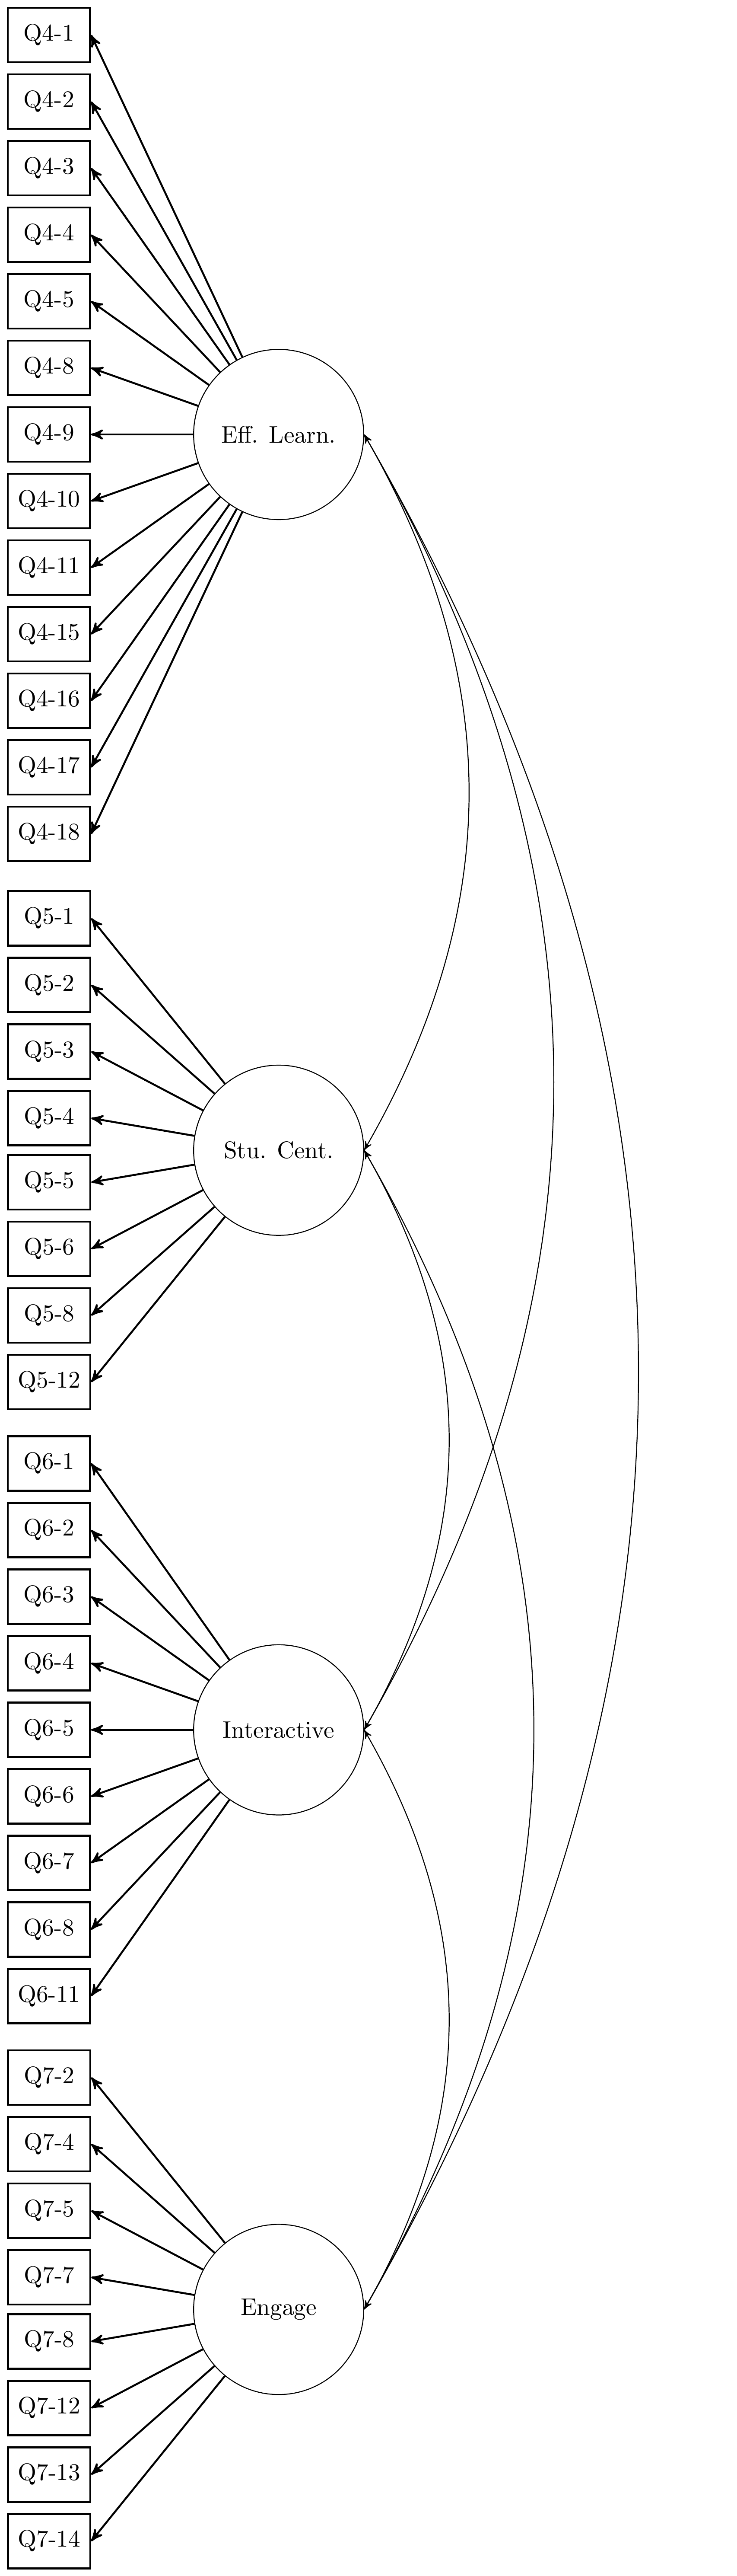 Q4-1
Q4-2
Q4-3
Q4-4
Q4-5
Q4-8
Q4-9
Eff. Learn.
Q4-10
Q4-11
Q4-15
Q4-16
Q4-17
Q4-18
Q5-1
Q5-2
Q5-3
Q5-4
Stu. Cent.
Q5-5
Q5-6
Q5-8
Q5-12
Q6-1
Q6-2
Q6-3
Q6-4
Q6-5
Interactive
Q6-6
Q6-7
Q6-8
Q6-11
Q7-2
Q7-4
Q7-5
Q7-7
Engage
Q7-8
Q7-12
Q7-13
Q7-14